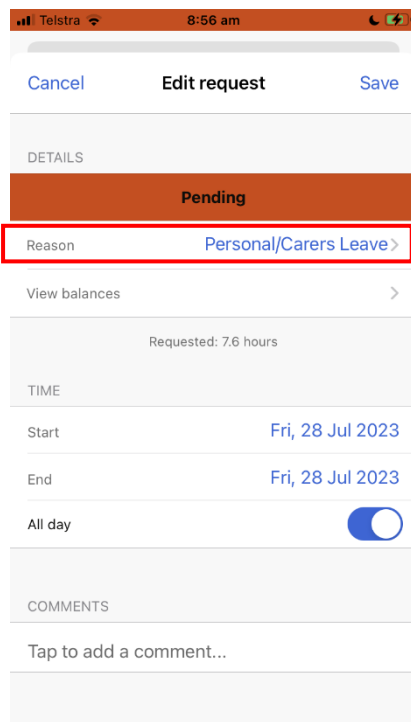 Telstra 8:56 am
Cancel Edit request Save
DETAILS
Pending
Reason Personal/Carers Leave
View balances
Requested: 7.6 hours
TIME
Start Fri, 28 Jul 2023
End Fri, 28 Jul 2023
All day
COMMENTS
Tap to add a comment...